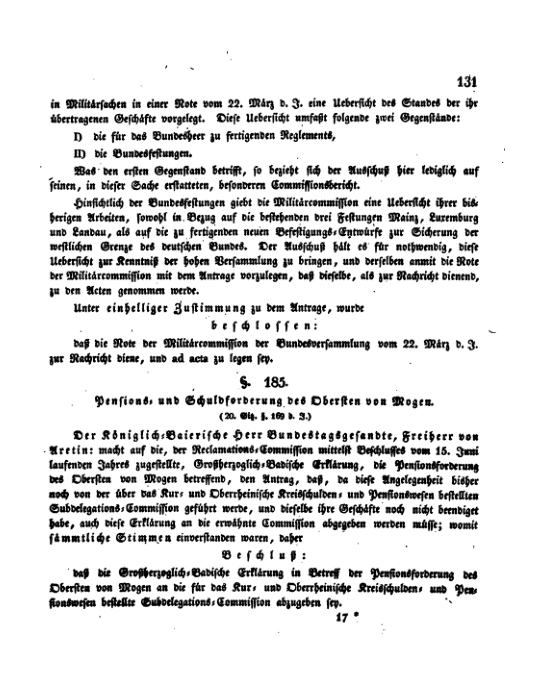 131
in Militärsachen in einer Note vom 22. März d. J. eine Uebersicht des Standes der ihr
übertragenen Geschäfte vorgelegt. Diese Uebersicht umfaßt folgende zwei Gegenstände:
I) die für das Bundesheer zu fertigenden Reglements,
II) die Bundesfestungen.
Was den ersten Gegenstand betrifft, so bezieht sich der Ausschuß hier lediglich auf
seinen, in dieser Sache erstatteten, besonderen Commissionsbericht.
Hinsichtlich der Bundesfestungen giebt die Militärcommission eine Uebersicht ihrer bis-
herigen Arbeiten, sowohl in Bezug auf die bestehenden drei Festungen Mainz, Luxemburg
und Landau, als auf die zu fertigenden neuen Befestigungs-Entwürfe zur Sicherung der
westlichen Grenze des deutschen Bundes. Der Ausschuß hält es für nothwendig, diese
Uebersicht zur Kenntniß der hohen Versammlung zu bringen, und derselben anmit die Note
der Militärcommission mit dem Antrage vorzulegen, daß dieselbe, als zur Nachricht dienend,
zu den Acten genommen werde.
Unter einhelliger Zustimmung zu dem Antrage, wurde
beschlossen:
daß die Note der Militärcommission der Bundesversammlung vom 22. März d. J.
zur Nachricht diene, und ad acta zu legen sey.
§. 185.
Pensions- und Schuldforderung des Obersten von Mogen.
(20. Sitz. §. 169 d. J.)
Der Königlich-Baierische Herr Bundestagsgesandte, Freiherr von
Aretin: macht auf die, der Reclamations-Commission mittelst Beschlusses vom 15. Juni
laufenden Jahres zugestellte, Großherzoglich-Badische Erklärung, die Pensionsforderung
des Obersten von Mogen betreffend, den Antrag, daß, da diese Angelegenheit bisher
noch von der über das Kur- und Oberrheinische Kreisschulden- und Pensionswesen bestellten
Subdelegations-Commission geführt werde, und dieselbe ihre Geschäfte noch nicht beendiget
habe, auch diese Erklärung an die erwähnte Commission abgegeben werden müsse; womit
sämmtliche Stimmen einverstanden waren, daher
Beschluß:
daß die Großherzoglich-Badische Erklärung in Betreff der Pensionsforderung des
Obersten von Mogen an die für das Kur- und Oberrheinische Kreisschulden- und Pen-
sionswesen bestellte Subdelegations-Commission abzugeben sey.
17 *